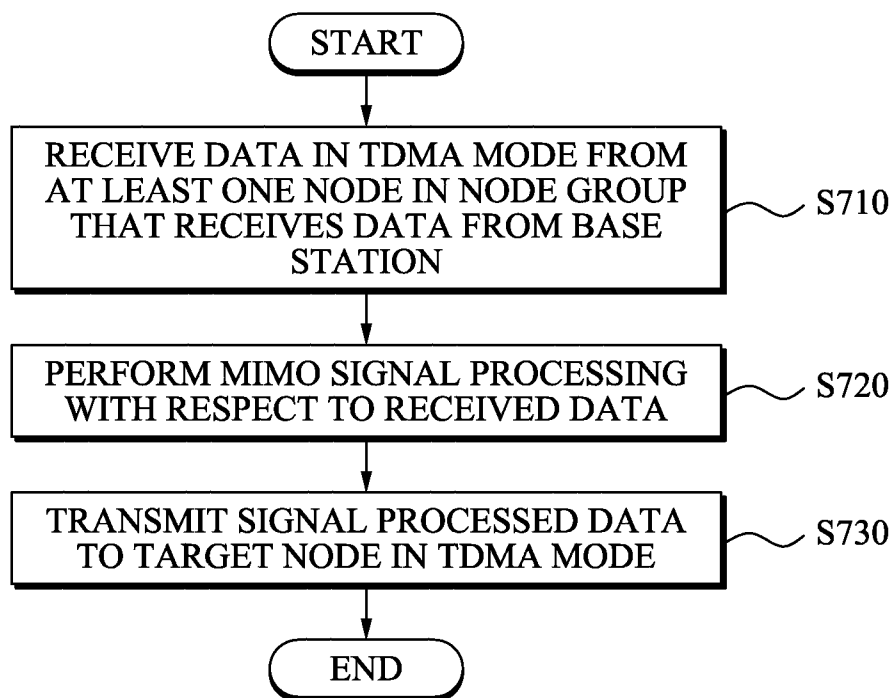 START
RECEIVE DATA IN TDMA MODE FROM
AT LEAST ONE NODE IN NODE GROUP
THAT RECEIVES DATA FROM BASE
STATION
S710
PERFORM MIMO SIGNAL PROCESSING
WITH RESPECT TO RECEIVED DATA
S720
TRANSMIT SIGNAL PROCESSED DATA
TO TARGET NODE IN TDMA MODE
S730
END